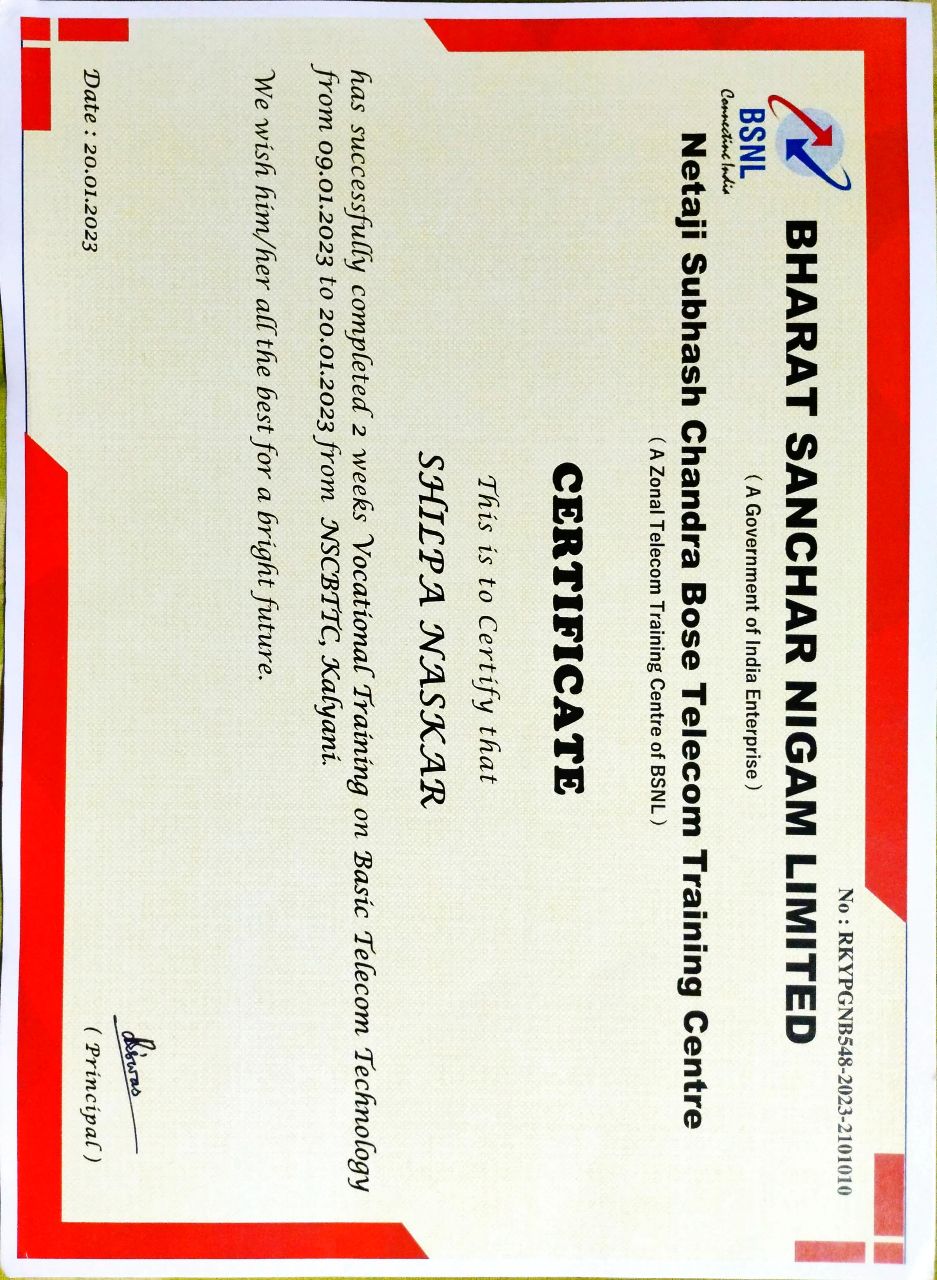 No : RKYPGNB548-2023-2101010
BHARAT SANCHAR NIGAM LIMITED
BSNL
Connecting India
( A Government of India Enterprise )
Netaji Subhash Chandra Bose Telecom Training Centre
( A Zonal Telecom Training Centre of BSNL )
CERTIFICATE
This is to Certify that
SHILPA NASKAR
has successfully completed 2 weeks Vocational Training on Basic Telecom Technology
from 09.01.2023 to 20.01.2023 from NSCBTTC, Kalyani.
We wish him/her all the best for a bright future.
Date : 20.01.2023
( Principal )